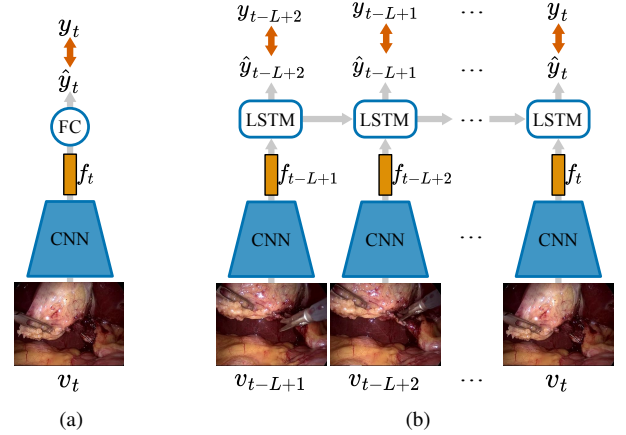 y_t
ŷ_t
FC
f_t
CNN
v_t
(a)
y_{t−L+2} y_{t−L+1} ⋯ y_t
ŷ_{t−L+2} ŷ_{t−L+1} ⋯ ŷ_t
LSTM LSTM ⋯ LSTM
f_{t−L+1} f_{t−L+2} f_t
CNN CNN ⋯ CNN
v_{t−L+1} v_{t−L+2} ⋯ v_t
(b)